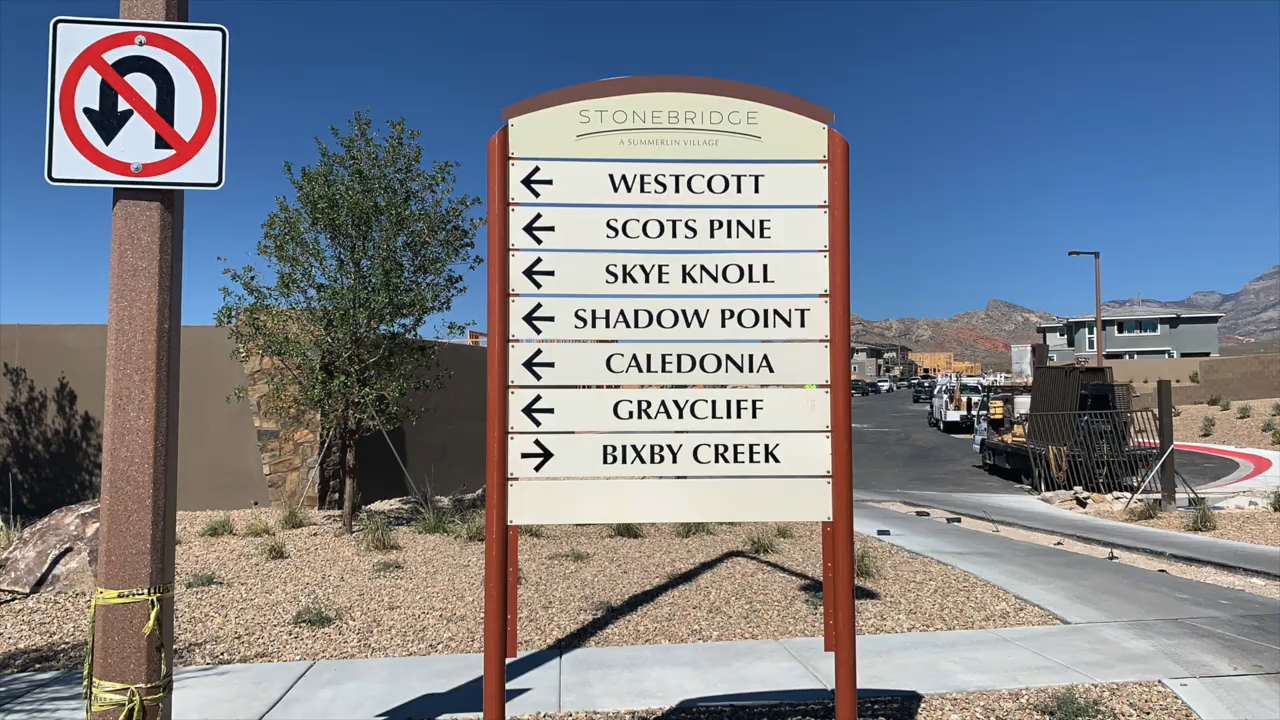 STONEBRIDGE
A SUMMERLIN VILLAGE
← WESTCOTT
← SCOTS PINE
← SKYE KNOLL
← SHADOW POINT
← CALEDONIA
← GRAYCLIFF
→ BIXBY CREEK